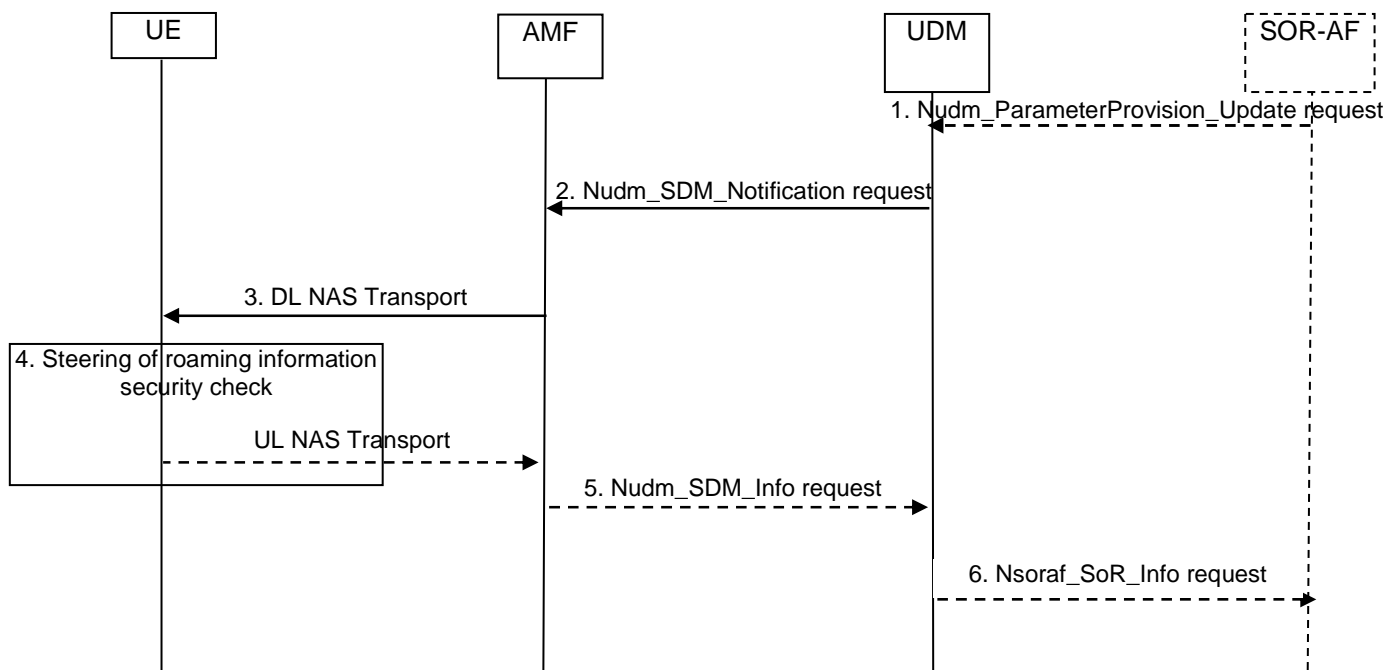 UE
AMF
UDM
SOR-AF
1. Nudm_ParameterProvision_Update request
2. Nudm_SDM_Notification request
3. DL NAS Transport
4. Steering of roaming information
security check
UL NAS Transport
5. Nudm_SDM_Info request
6. Nsoraf_SoR_Info request